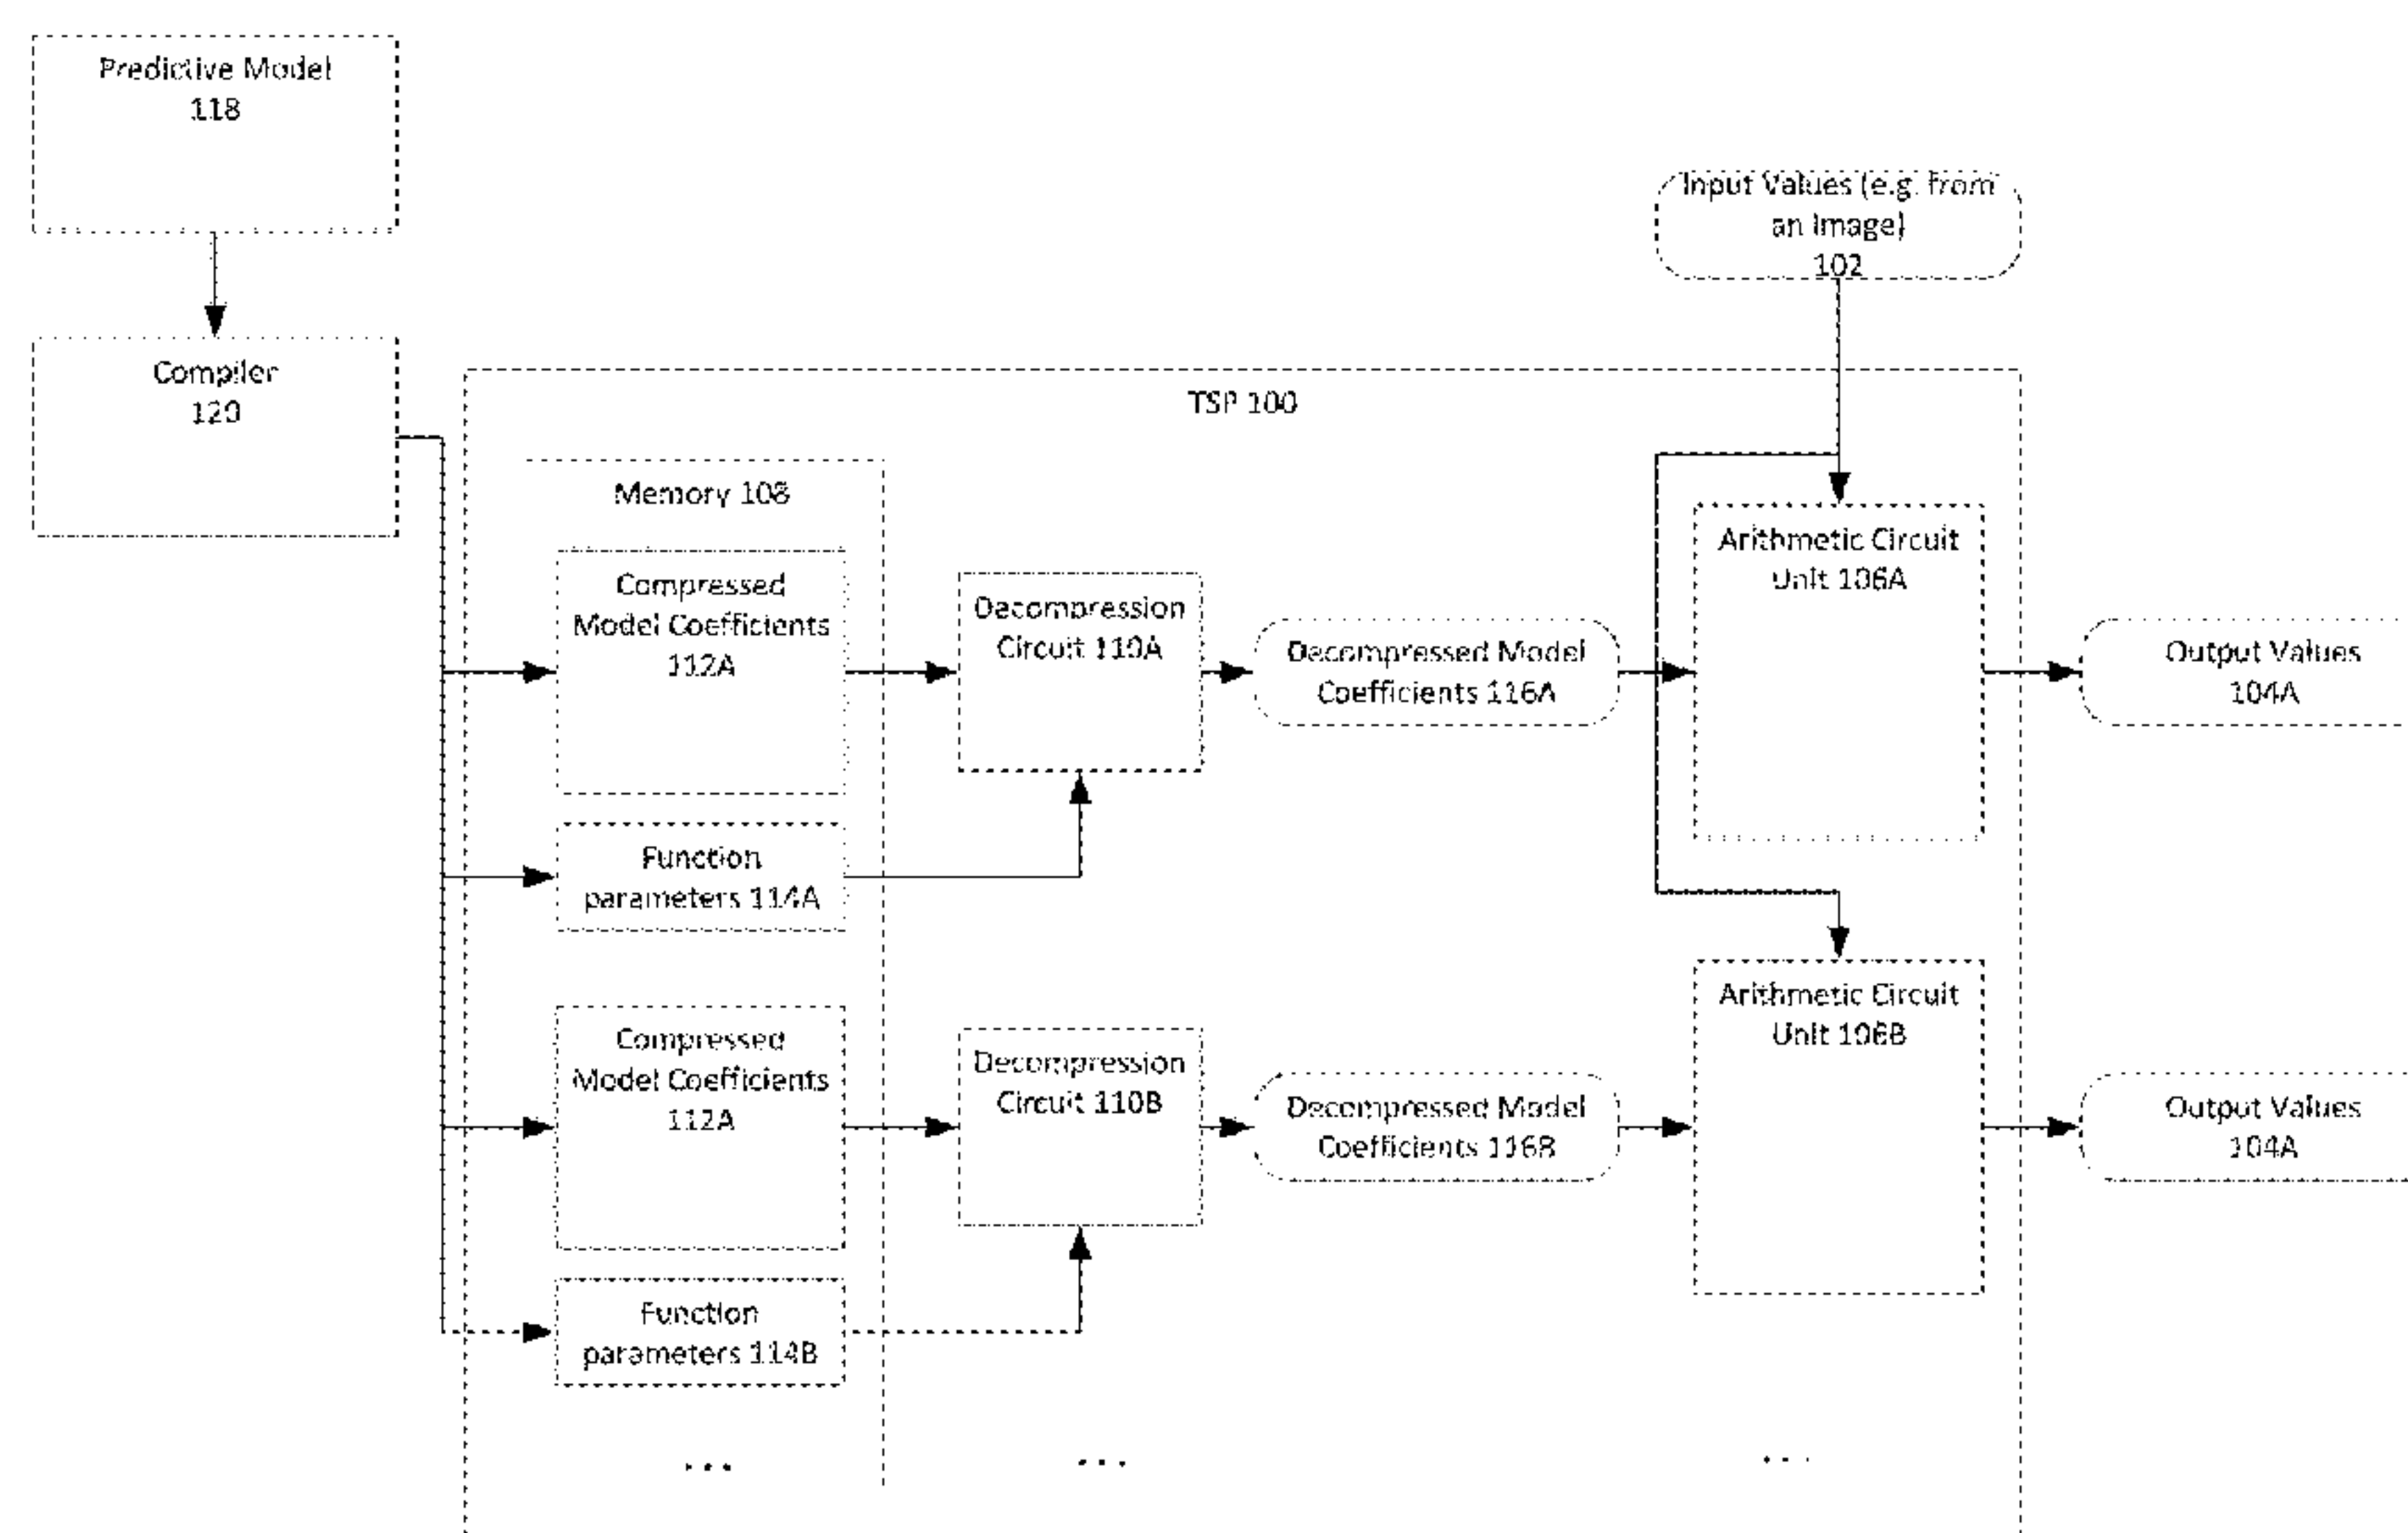 Predictive Model
118
Compiler
120
Input Values (e.g. from
an Image)
102
TSP 100
Memory 108
Compressed
Model Coefficients
112A
Decompression
Circuit 110A
Decompressed Model
Coefficients 116A
Arithmetic Circuit
Unit 106A
Output Values
104A
Function
parameters 114A
Compressed
Model Coefficients
112A
Decompression
Circuit 110B
Decompressed Model
Coefficients 116B
Arithmetic Circuit
Unit 106B
Output Values
104A
Function
parameters 114B
...
...
...